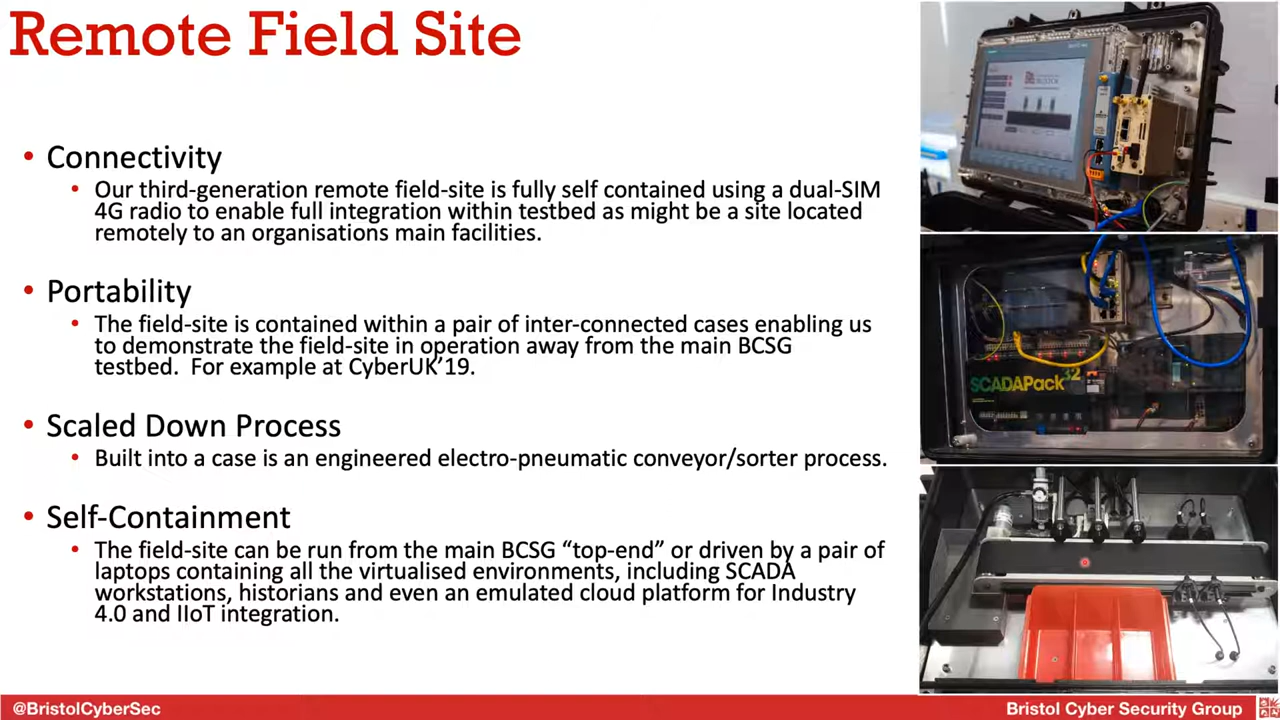 Remote Field Site
• Connectivity
• Our third-generation remote field-site is fully self contained using a dual-SIM
4G radio to enable full integration within testbed as might be a site located
remotely to an organisations main facilities.
• Portability
• The field-site is contained within a pair of inter-connected cases enabling us
to demonstrate the field-site in operation away from the main BCSG
testbed. For example at CyberUK’19.
• Scaled Down Process
• Built into a case is an engineered electro-pneumatic conveyor/sorter process.
• Self-Containment
• The field-site can be run from the main BCSG “top-end” or driven by a pair of
laptops containing all the virtualised environments, including SCADA
workstations, historians and even an emulated cloud platform for Industry
4.0 and IIoT integration.
SCADAPack 32
@BristolCyberSec
Bristol Cyber Security Group